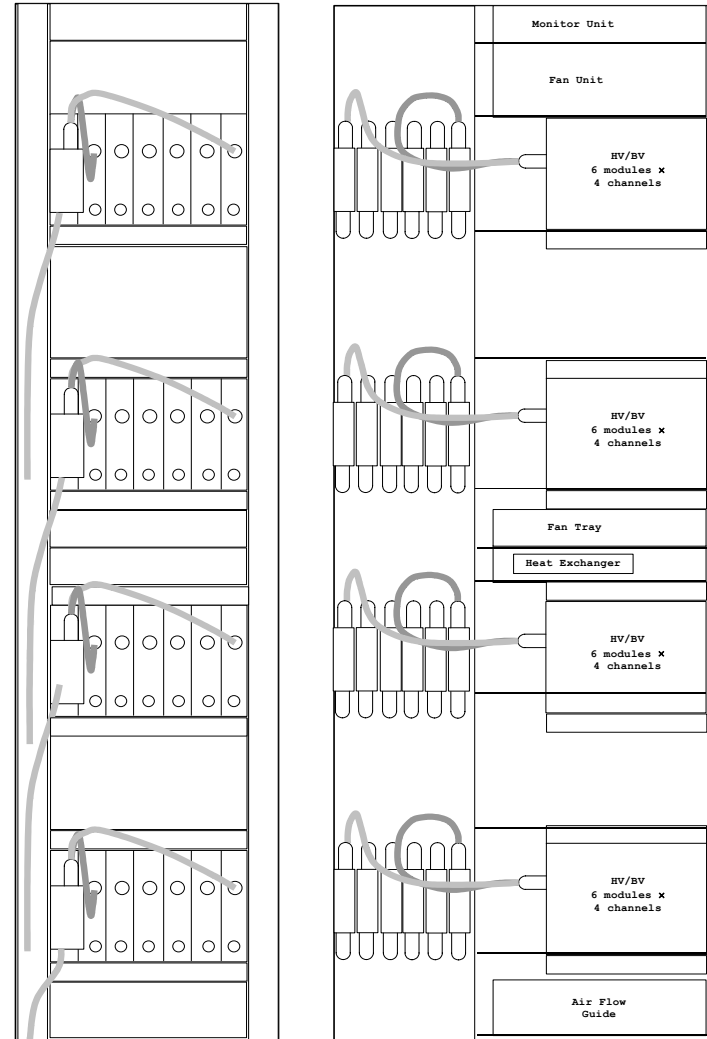 Monitor Unit
Fan Unit
HV/BV
6 modules ×
4 channels
HV/BV
6 modules ×
4 channels
Fan Tray
Heat Exchanger
HV/BV
6 modules ×
4 channels
HV/BV
6 modules ×
4 channels
Air Flow
Guide